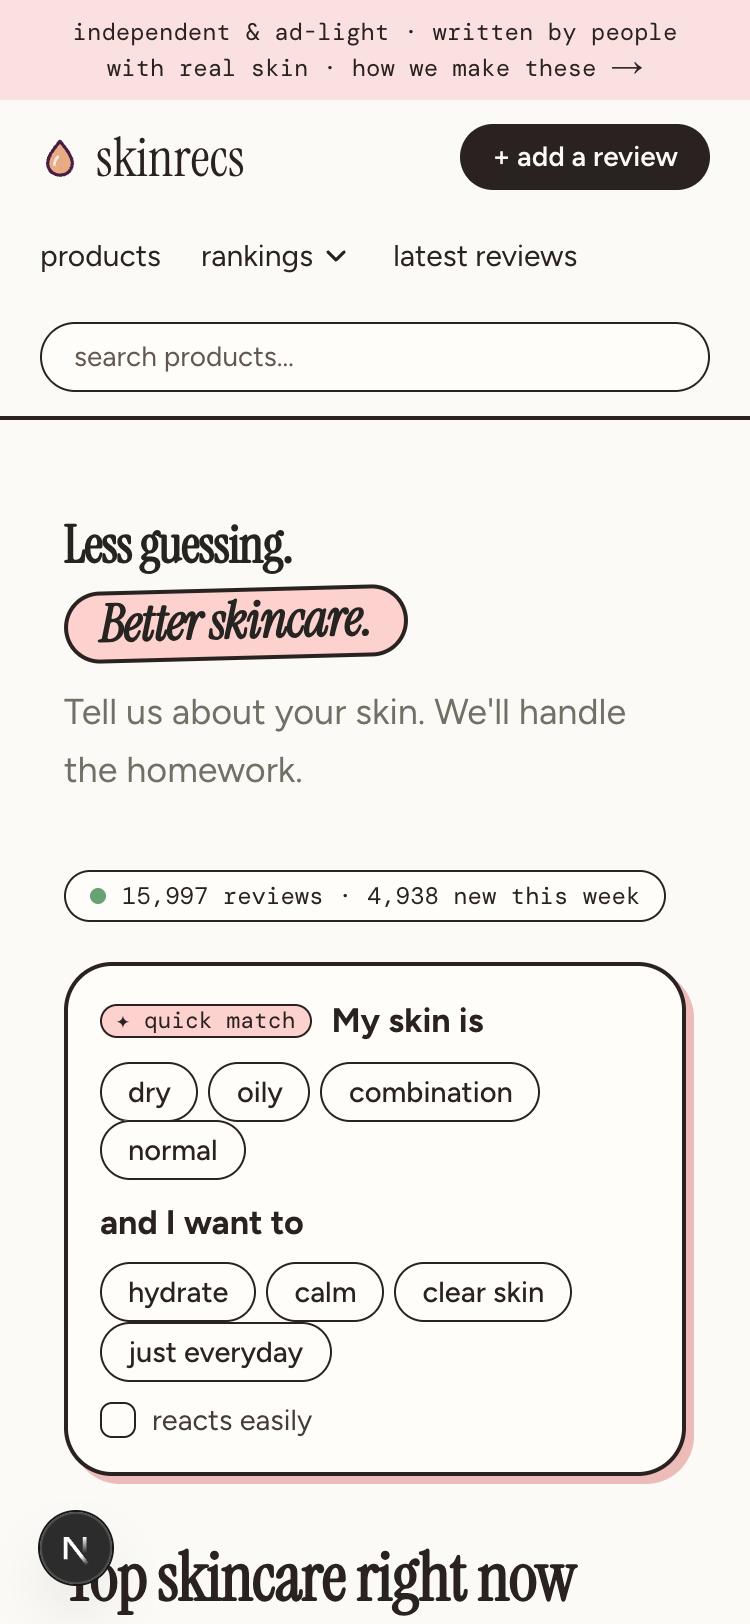 independent & ad-light · written by people
with real skin · how we make these ⟶
skinrecs
+ add a review
products rankings latest reviews
search products...
Less guessing.
Better skincare.
Tell us about your skin. We'll handle
the homework.
15,997 reviews · 4,938 new this week
✦ quick match My skin is
dry oily combination
normal
and I want to
hydrate calm clear skin
just everyday
reacts easily
N
Top skincare right now